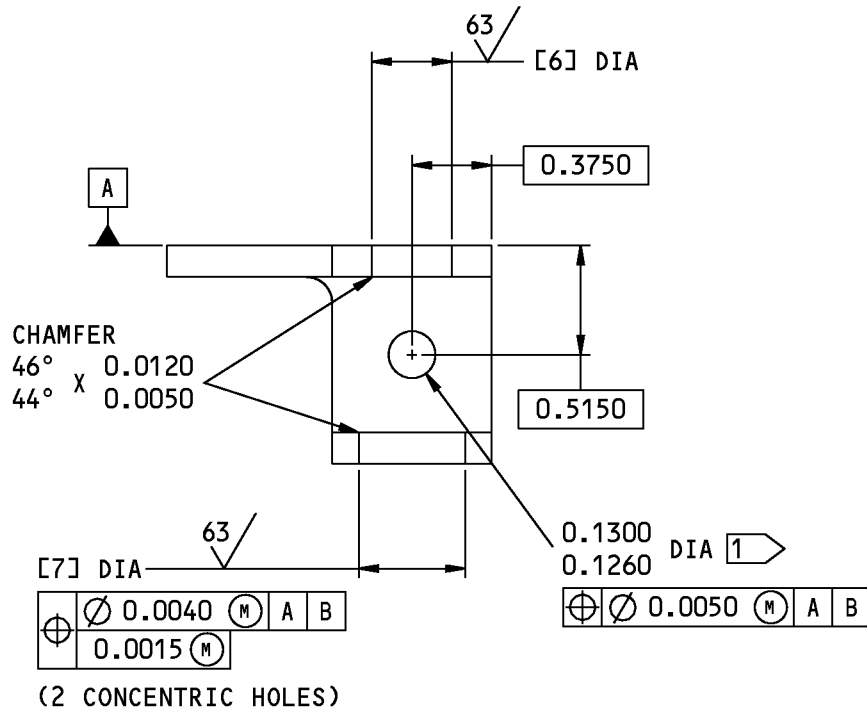 63
[6] DIA
0.3750
A
CHAMFER
46° X 0.0120
44° 0.0050
0.5150
63
[7] DIA
0.1300
0.1260 DIA 1
⌖ ⌀ 0.0040 Ⓜ A B
0.0015 Ⓜ
⌖ ⌀ 0.0050 Ⓜ A B
(2 CONCENTRIC HOLES)